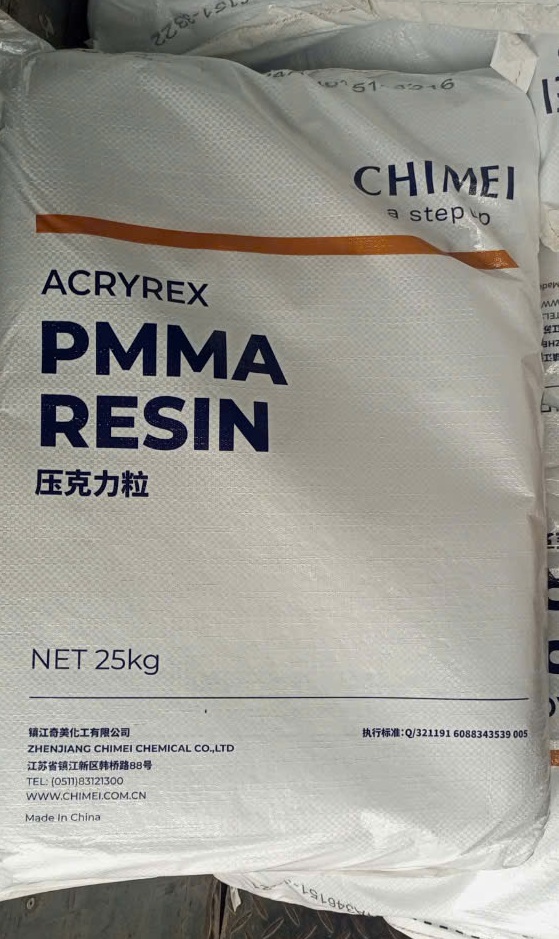 CHIMEI
a step up
ACRYREX
PMMA
RESIN
压克力粒
NET 25kg
镇江奇美化工有限公司
ZHENJIANG CHIMEI CHEMICAL CO.,LTD
江苏省镇江新区韩桥路88号
TEL: (0511)83121300
WWW.CHIMEI.COM.CN
Made In China
执行标准：Q/321191 6088343539 005